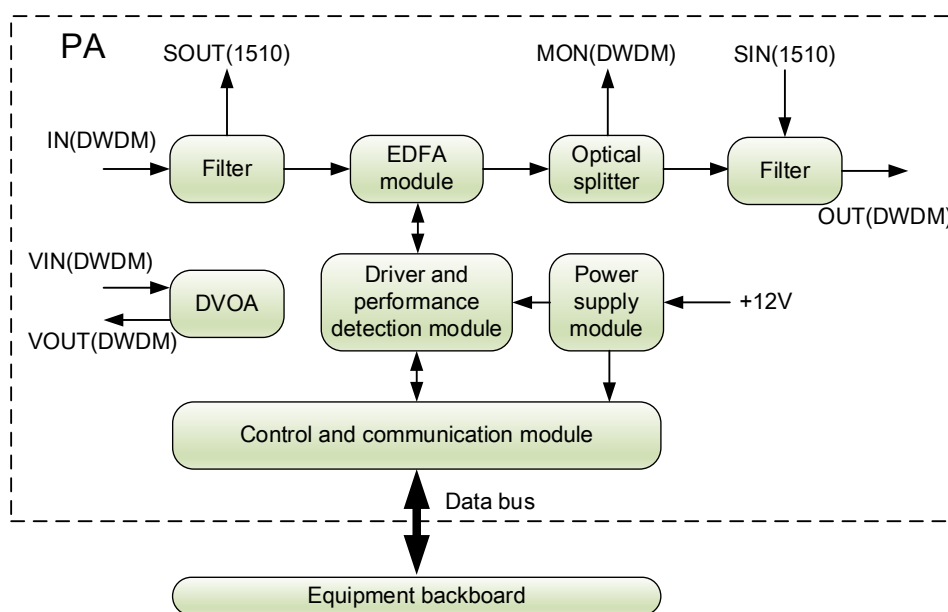 PA
SOUT(1510)
MON(DWDM)
SIN(1510)
IN(DWDM)
Filter
EDFA
module
Optical
splitter
Filter
OUT(DWDM)
VIN(DWDM)
DVOA
VOUT(DWDM)
Driver and
performance
detection module
Power
supply
module
+12V
Control and communication module
Data bus
Equipment backboard